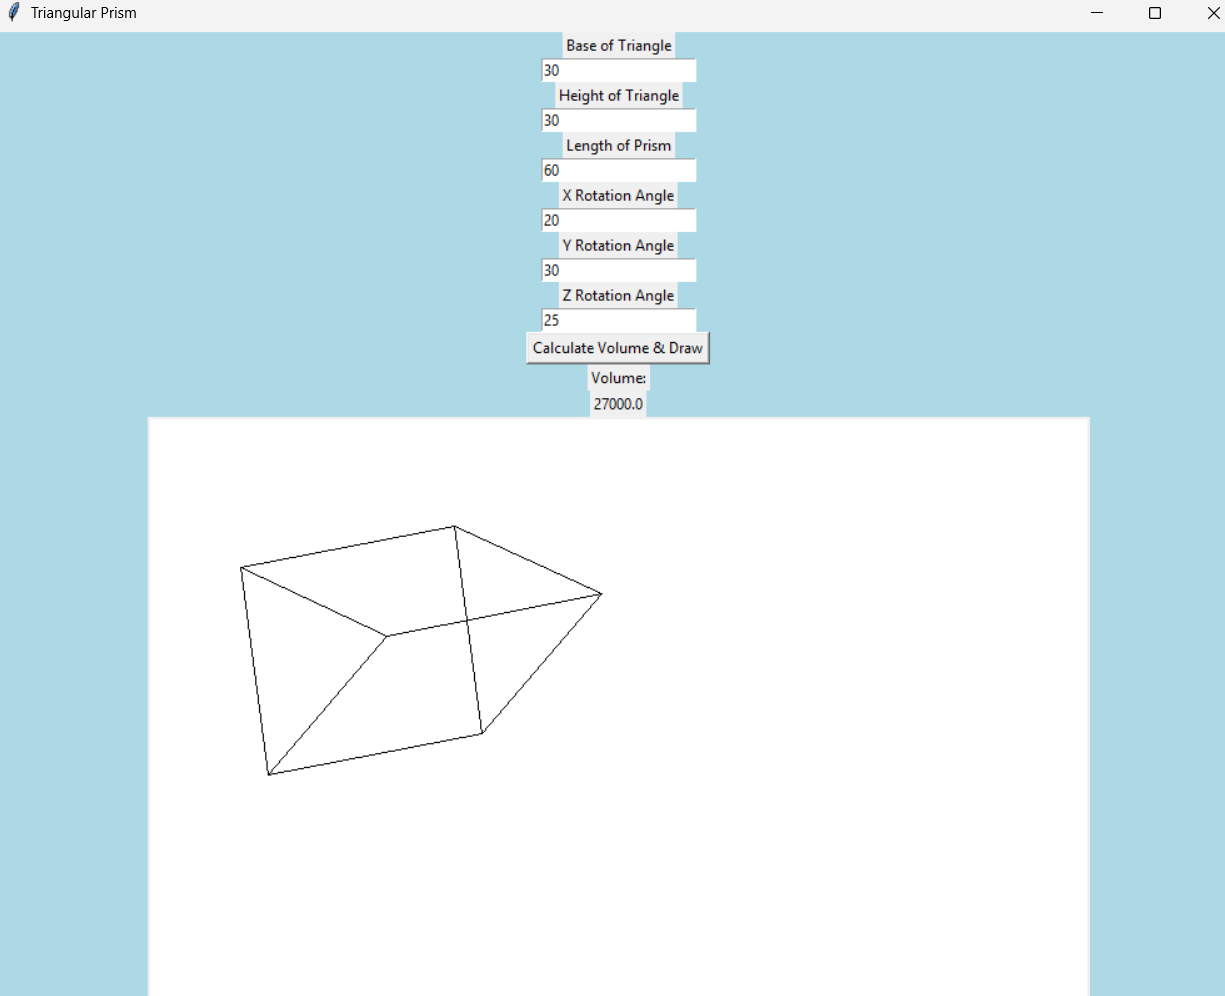 Triangular Prism
Base of Triangle
30
Height of Triangle
30
Length of Prism
60
X Rotation Angle
20
Y Rotation Angle
30
Z Rotation Angle
25
Calculate Volume & Draw
Volume:
27000.0